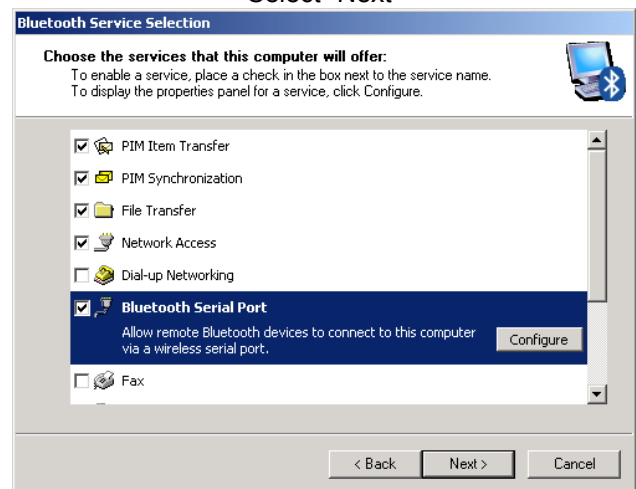 Select "Next"
Bluetooth Service Selection
Choose the services that this computer will offer:
To enable a service, place a check in the box next to the service name.
To display the properties panel for a service, click Configure.
PIM Item Transfer
PIM Synchronization
File Transfer
Network Access
Dial-up Networking
Bluetooth Serial Port
Allow remote Bluetooth devices to connect to this computer
via a wireless serial port.
Configure
Fax
< Back Next > Cancel